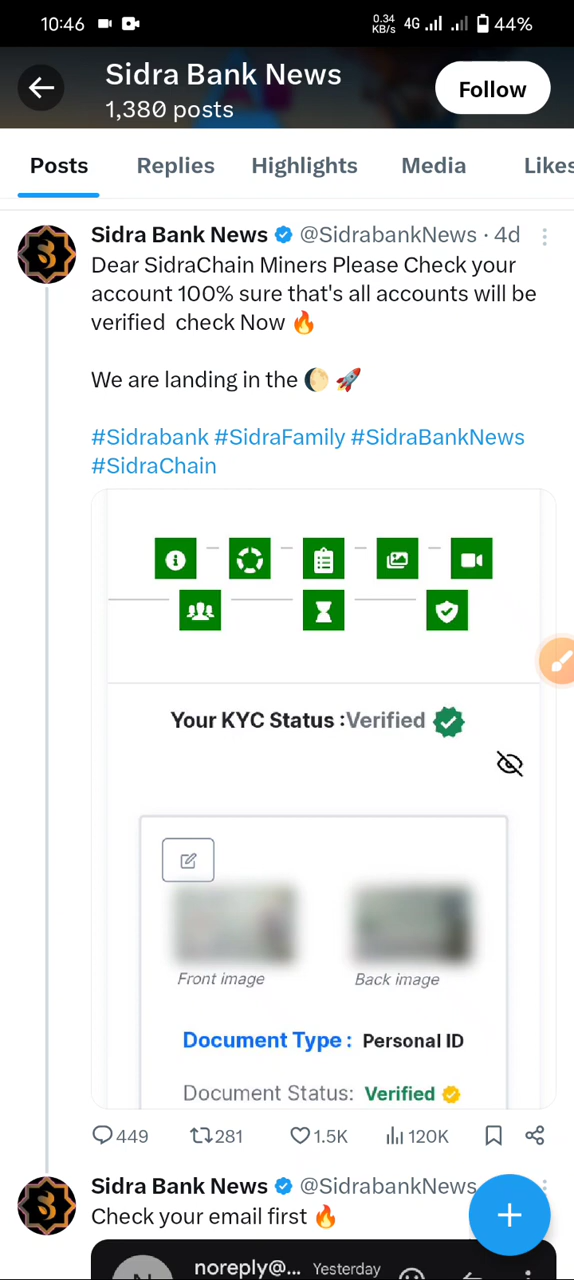 10:46
0.34 KB/s 4G 44%
Sidra Bank News
1,380 posts
Follow
Posts Replies Highlights Media Likes
Sidra Bank News @SidrabankNews · 4d
Dear SidraChain Miners Please Check your
account 100% sure that's all accounts will be
verified check Now 🔥
We are landing in the 🌔 🚀
#Sidrabank #SidraFamily #SidraBankNews
#SidraChain
Your KYC Status :Verified
Front image Back image
Document Type : Personal ID
Document Status: Verified
449 281 1.5K 120K
Sidra Bank News @SidrabankNews
Check your email first 🔥
N noreply@... Yesterday